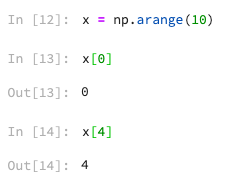 In [12]: x = np.arange(10)
In [13]: x[0]
Out[13]: 0
In [14]: x[4]
Out[14]: 4